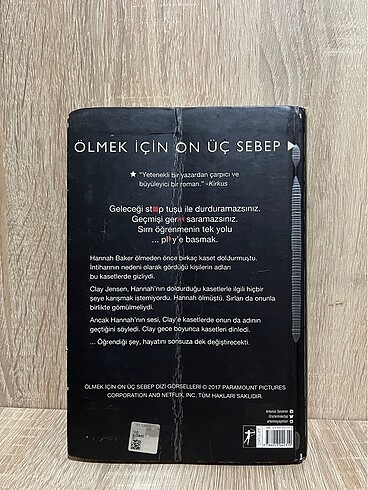 ÖLMEK İÇİN ON ÜÇ SEBEP
"Yetenekli bir yazardan çarpıcı ve
büyüleyici bir roman." -Kirkus
Geleceği stop tuşu ile durduramazsınız.
Geçmişi geri saramazsınız.
Sırrı öğrenmenin tek yolu
... play'e basmak.
Hannah Baker ölmeden önce birkaç kaset doldurmuştu.
İntiharının nedeni olarak gördüğü kişilerin adları
bu kasetlerde gizliydi.
Clay Jensen, Hannah'nın doldurduğu kasetlerle ilgili hiçbir
şeye karışmak istemiyordu. Hannah ölmüştü. Sırları da onunla
birlikte gömülmeliydi.
Ancak Hannah'nın sesi, Clay'e kasetlerde onun da adının
geçtiğini söyledi. Clay gece boyunca kasetleri dinledi.
... Öğrendiği şey, hayatını sonsuza dek değiştirecekti.
ÖLMEK İÇİN ON ÜÇ SEBEP DİZİ GÖRSELLERİ © 2017 PARAMOUNT PICTURES
CORPORATION AND NETFLIX, INC. TÜM HAKLARI SAKLIDIR.
Artemis Severler
@artemiskitap
artemisyayinlari